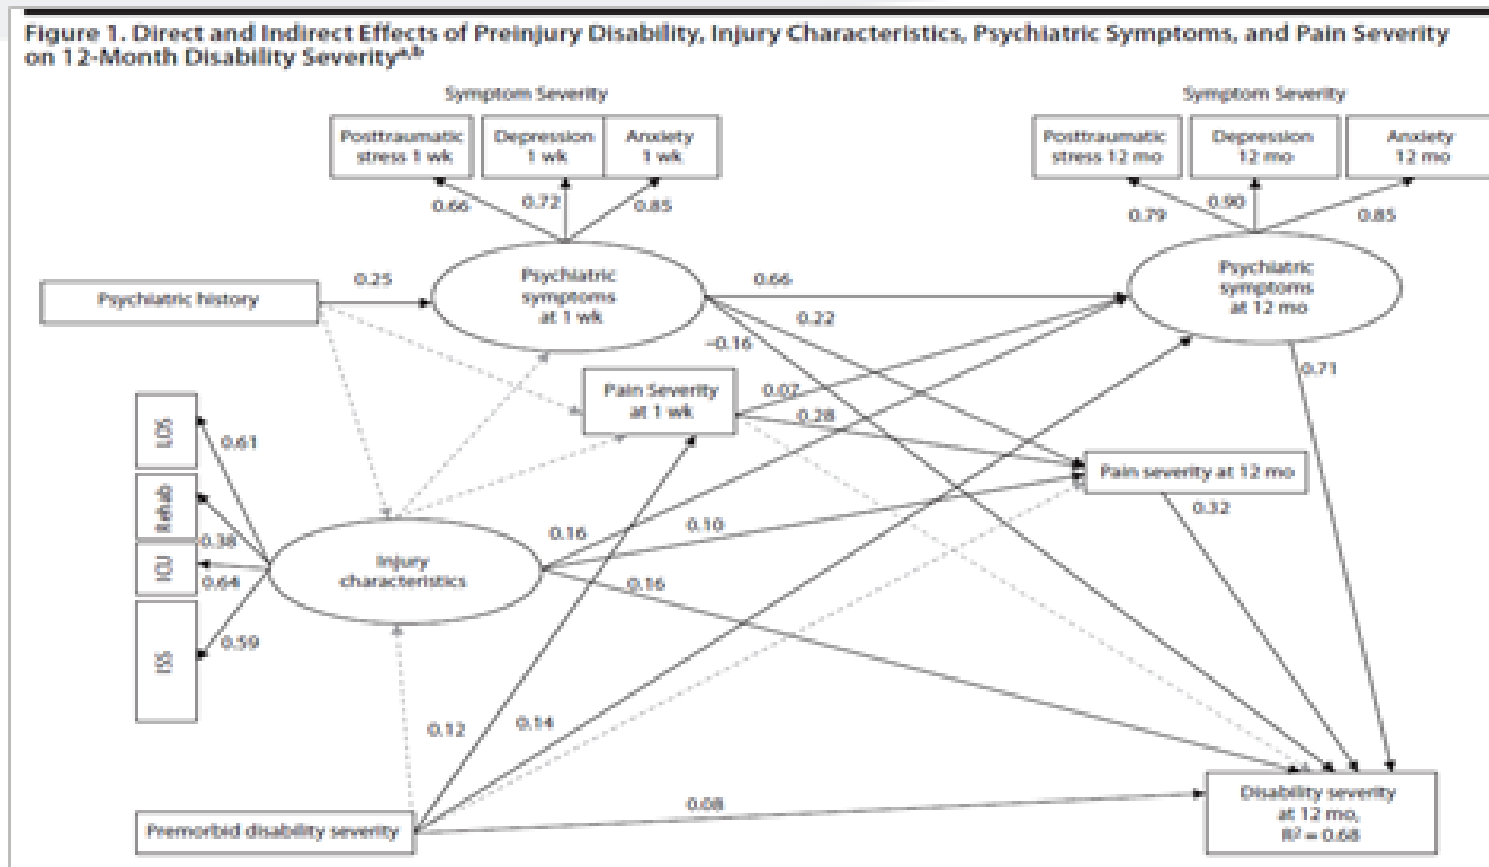 Figure 1. Direct and Indirect Effects of Preinjury Disability, Injury Characteristics, Psychiatric Symptoms, and Pain Severity
on 12-Month Disability Severitya,b
Symptom Severity
Symptom Severity
Posttraumatic
stress 1 wk
Depression
1 wk
Anxiety
1 wk
Posttraumatic
stress 12 mo
Depression
12 mo
Anxiety
12 mo
0.66
0.72
0.85
0.79
0.90
0.85
Psychiatric history
0.25
Psychiatric
symptoms
at 1 wk
0.66
0.22
−0.16
Psychiatric
symptoms
at 12 mo
0.71
Pain Severity
at 1 wk
0.07
0.28
LOS
0.61
Rehab
0.38
ICU
0.64
ISS
0.59
Injury
characteristics
0.16
0.10
0.16
Pain severity at 12 mo
0.32
0.12
0.14
Premorbid disability severity
0.08
Disability severity
at 12 mo,
R² = 0.68